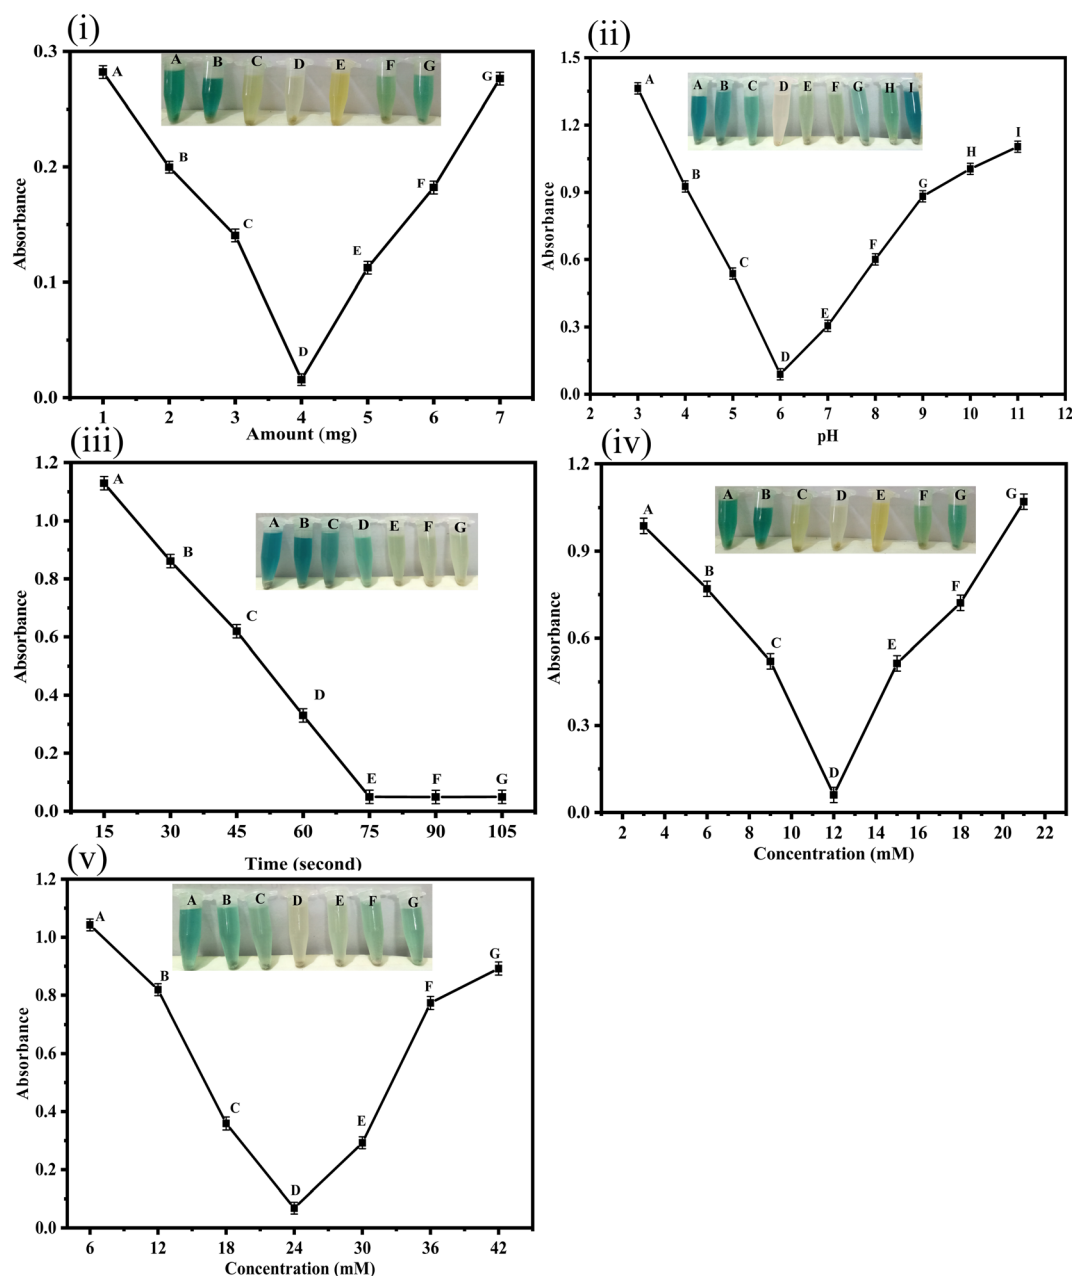 (i)
0.3
0.2
0.1
0.0
Absorbance
A B C D E F G
A
B
C
D
E
F
G
1 2 3 4 5 6 7
Amount (mg)
(ii)
1.5
1.2
0.9
0.6
0.3
0.0
Absorbance
A B C D E F G H I
A
B
C
D
E
F
G
H
I
2 3 4 5 6 7 8 9 10 11 12
pH
(iii)
1.2
1.0
0.8
0.6
0.4
0.2
0.0
Absorbance
A B C D E F G
A
B
C
D
E
F
G
15 30 45 60 75 90 105
Time (second)
(iv)
1.2
0.9
0.6
0.3
0.0
Absorbance
A B C D E F G
A
B
C
D
E
F
G
2 4 6 8 10 12 14 16 18 20 22
Concentration (mM)
(v)
1.2
1.0
0.8
0.6
0.4
0.2
0.0
Absorbance
A B C D E F G
A
B
C
D
E
F
G
6 12 18 24 30 36 42
Concentration (mM)